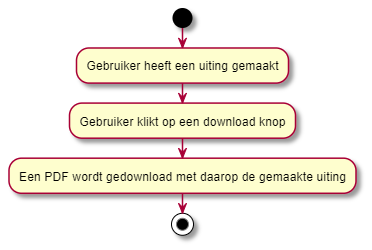 Gebruiker heeft een uiting gemaakt
Gebruiker klikt op een download knop
Een PDF wordt gedownload met daarop de gemaakte uiting